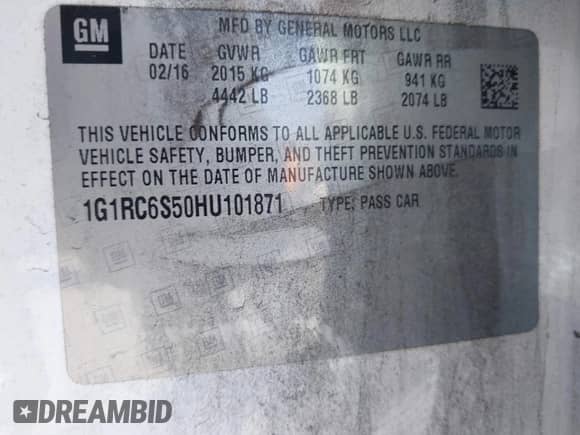 GM
MFD BY GENERAL MOTORS LLC
DATE GVWR GAWR FRT GAWR RR
02/16 2015 KG 1074 KG 941 KG
4442 LB 2368 LB 2074 LB
THIS VEHICLE CONFORMS TO ALL APPLICABLE U.S. FEDERAL MOTOR
VEHICLE SAFETY, BUMPER, AND THEFT PREVENTION STANDARDS IN
EFFECT ON THE DATE OF MANUFACTURE SHOWN ABOVE.
1G1RC6S50HU101871 TYPE: PASS CAR
DREAMBID